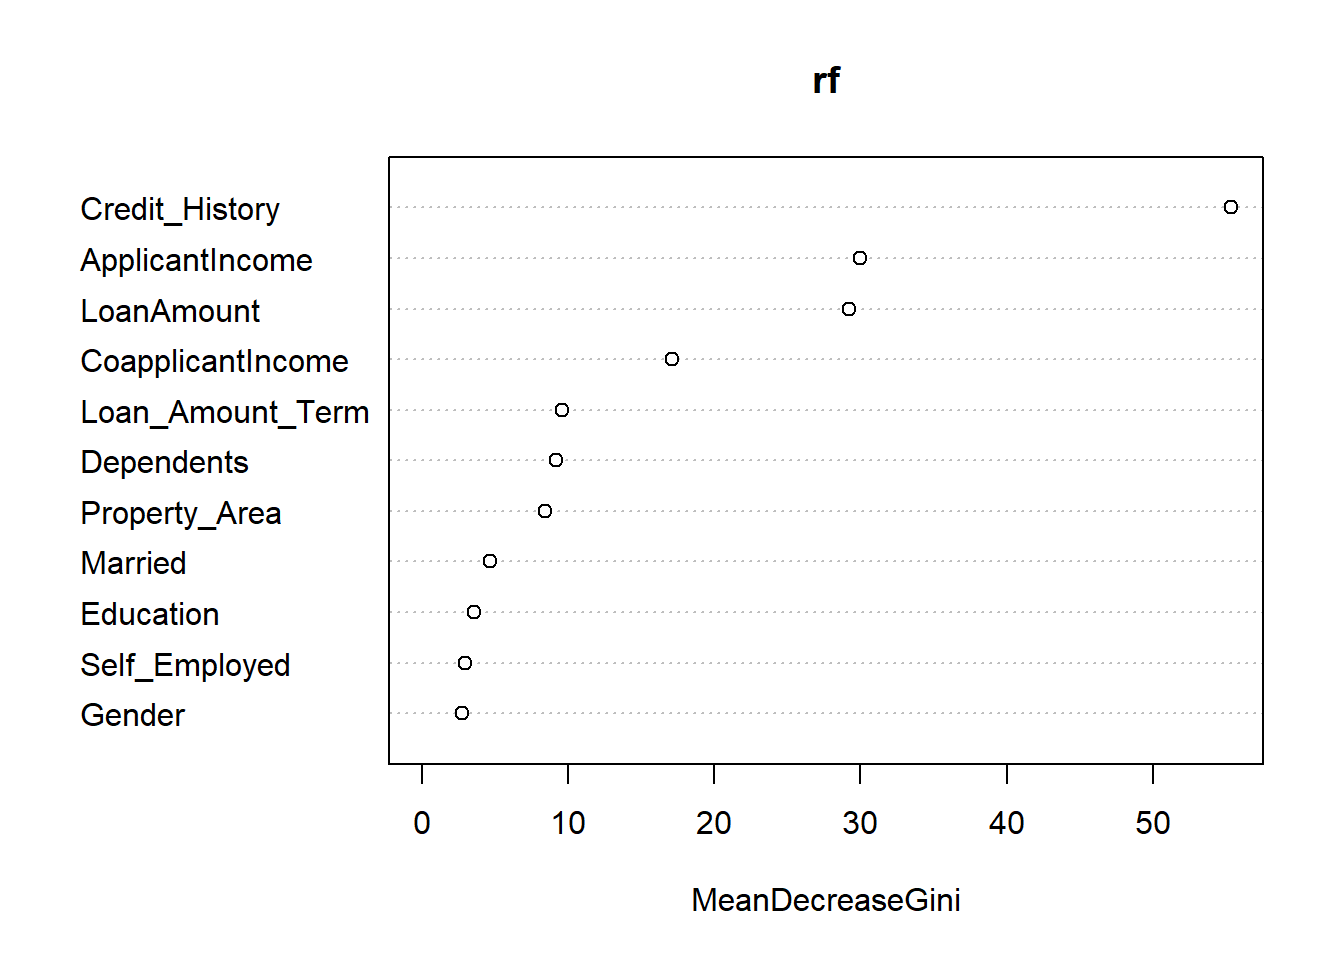 rf
Credit_History
ApplicantIncome
LoanAmount
CoapplicantIncome
Loan_Amount_Term
Dependents
Property_Area
Married
Education
Self_Employed
Gender
0 10 20 30 40 50
MeanDecreaseGini